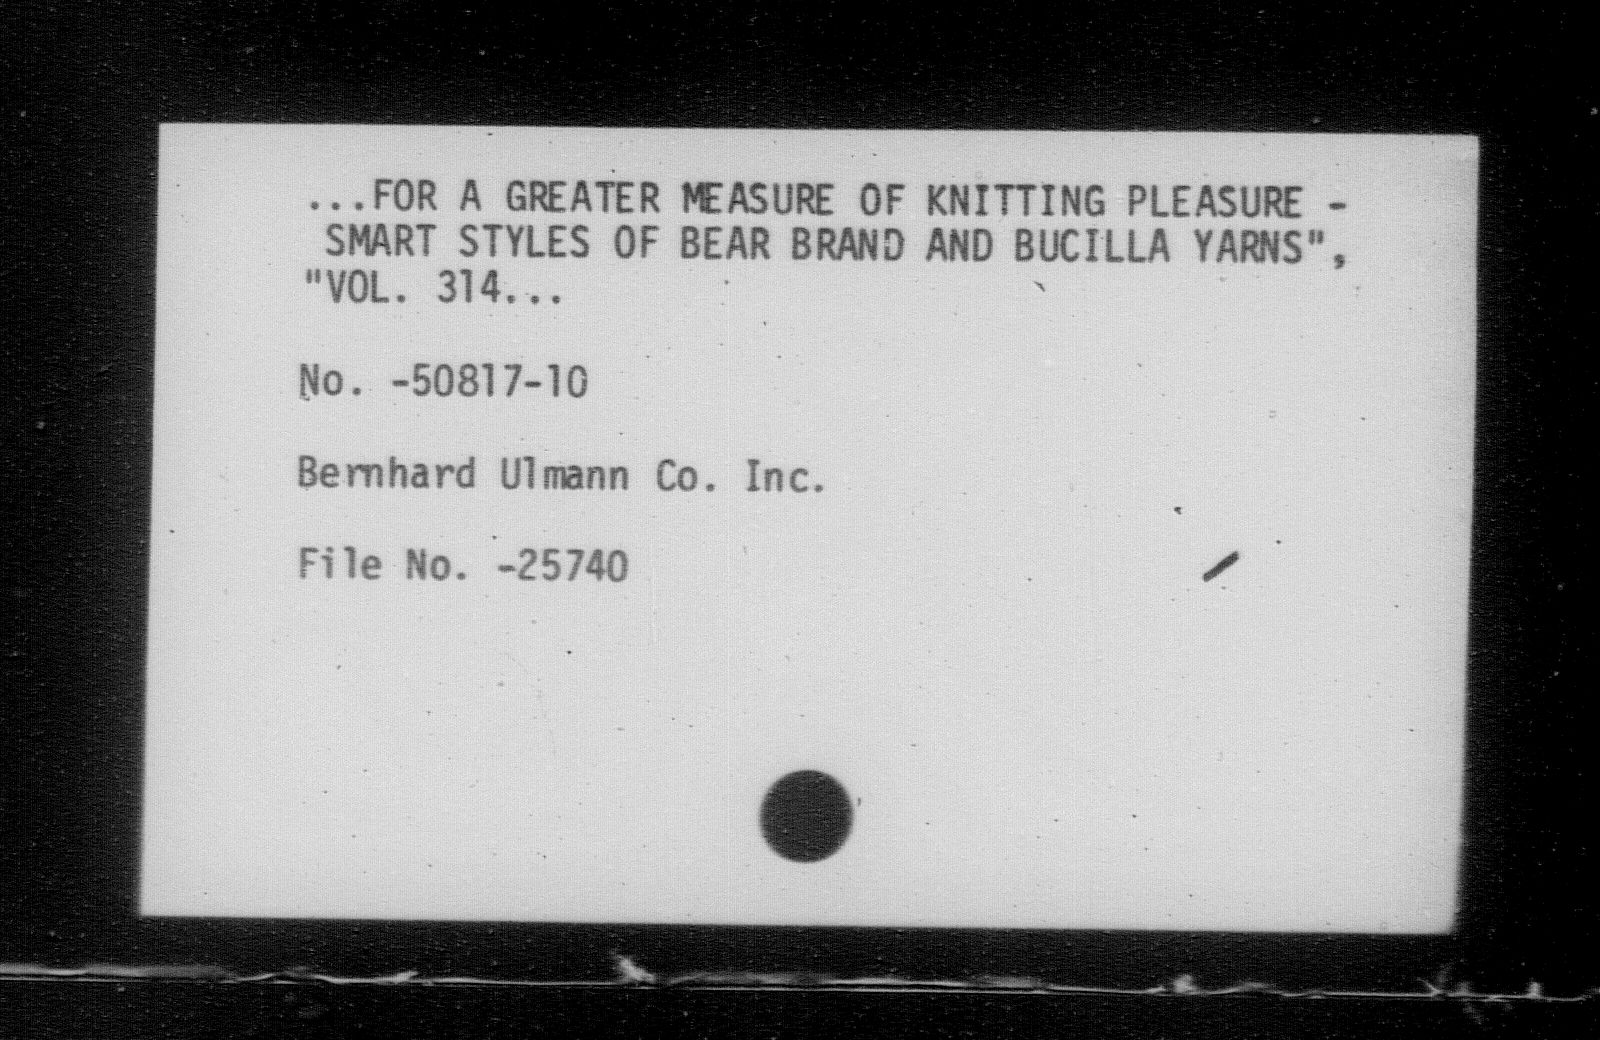 ...FOR A GREATER MEASURE OF KNITTING PLEASURE -
SMART STYLES OF BEAR BRAND AND BUCILLA YARNS",
"VOL. 314...
No. -50817-10
Bernhard Ulmann Co. Inc.
File No. -25740